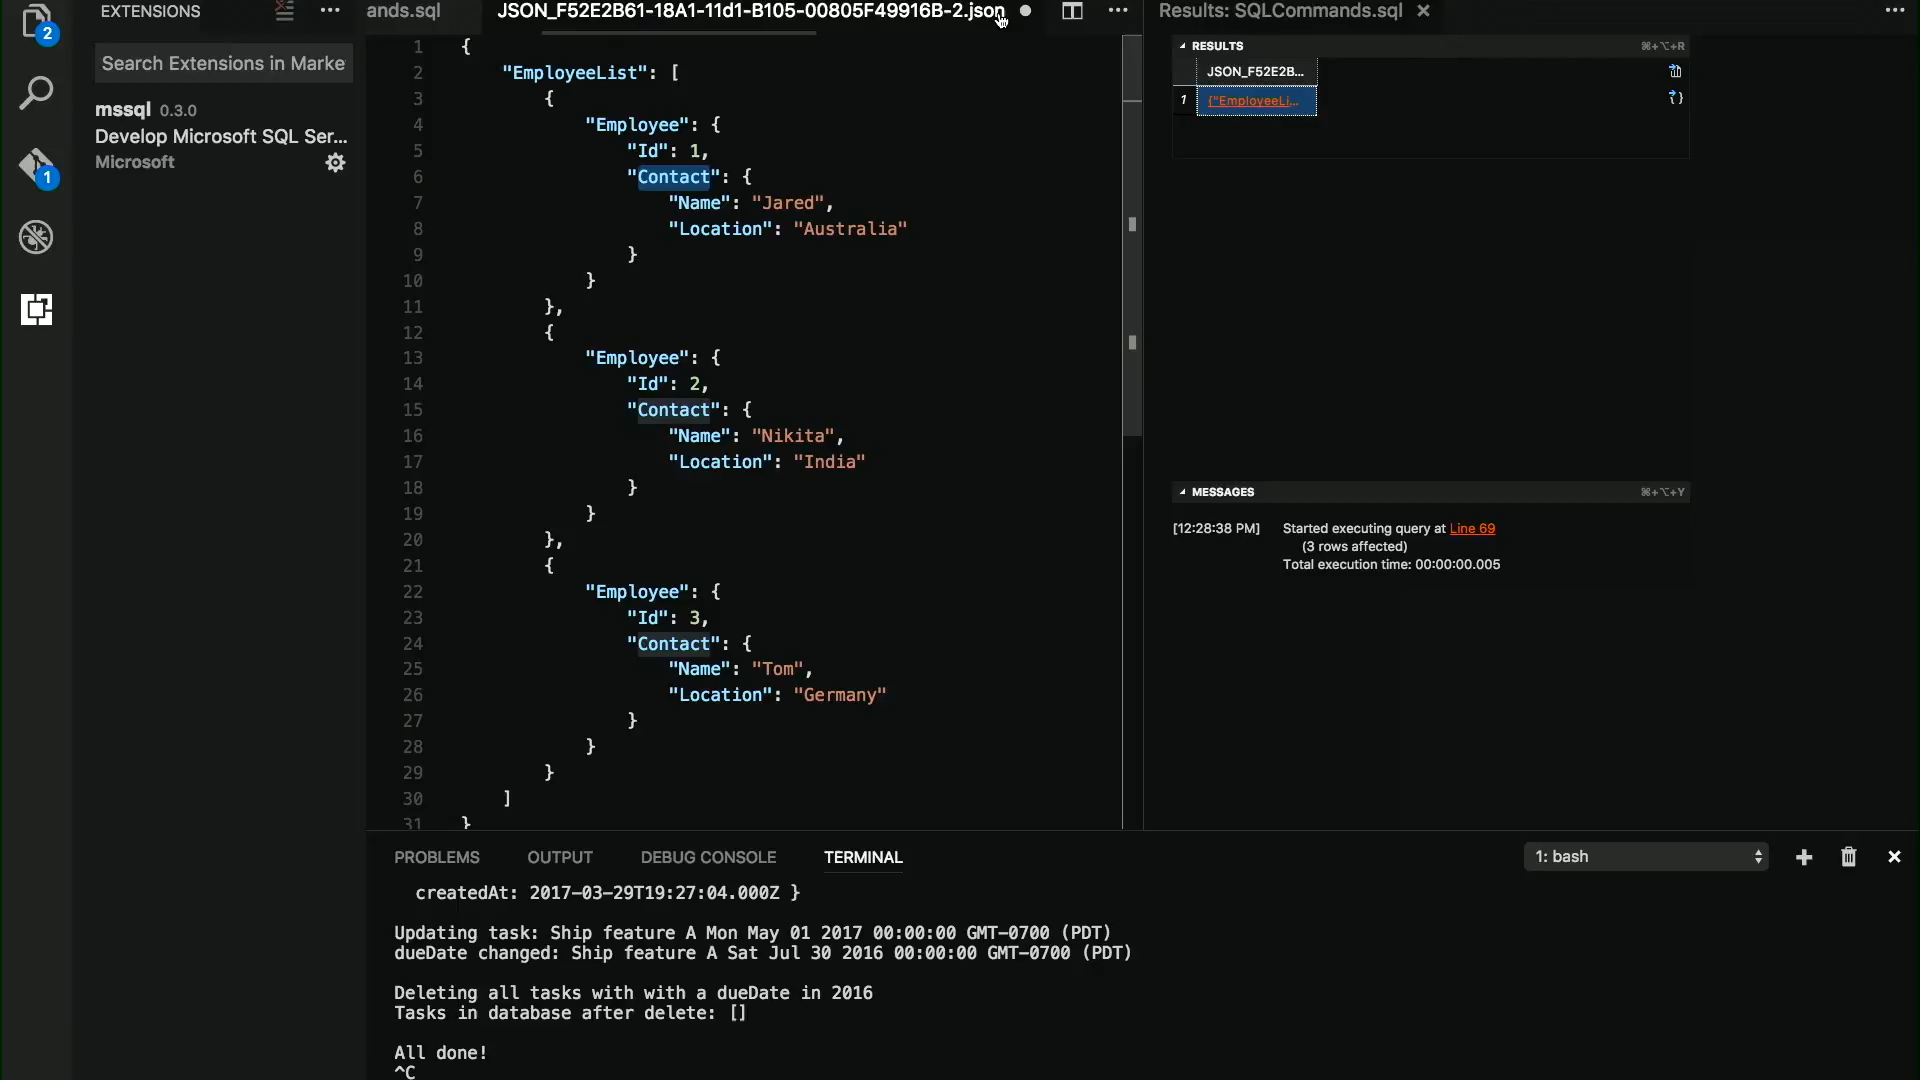 EXTENSIONS
Search Extensions in Marke
mssql 0.3.0
Develop Microsoft SQL Ser...
Microsoft
2
1
ands.sql
JSON_F52E2B61-18A1-11d1-B105-00805F49916B-2.json
1 {
2 "EmployeeList": [
3 {
4 "Employee": {
5 "Id": 1,
6 "Contact": {
7 "Name": "Jared",
8 "Location": "Australia"
9 }
10 }
11 },
12 {
13 "Employee": {
14 "Id": 2,
15 "Contact": {
16 "Name": "Nikita",
17 "Location": "India"
18 }
19 }
20 },
21 {
22 "Employee": {
23 "Id": 3,
24 "Contact": {
25 "Name": "Tom",
26 "Location": "Germany"
27 }
28 }
29 }
30 ]
31 }
Results: SQLCommands.sql
RESULTS ⌘+⌥+R
JSON_F52E2B...
1 {"EmployeeLi...
MESSAGES ⌘+⌥+Y
[12:28:38 PM] Started executing query at Line 69
(3 rows affected)
Total execution time: 00:00:00.005
PROBLEMS OUTPUT DEBUG CONSOLE TERMINAL 1: bash
createdAt: 2017-03-29T19:27:04.000Z }
Updating task: Ship feature A Mon May 01 2017 00:00:00 GMT-0700 (PDT)
dueDate changed: Ship feature A Sat Jul 30 2016 00:00:00 GMT-0700 (PDT)
Deleting all tasks with with a dueDate in 2016
Tasks in database after delete: []
All done!
^C